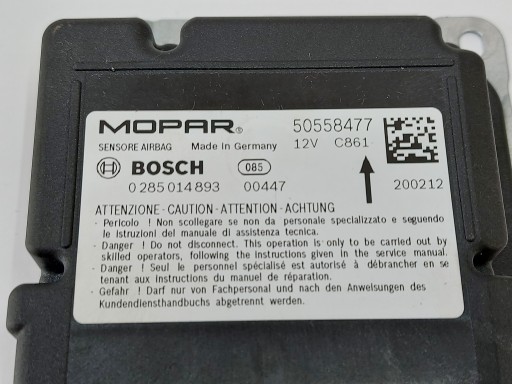 MOPAR® 50558477
SENSORE AIRBAG Made in Germany 12V C861
BOSCH 085
0 285 014 893 00447 200212
ATTENZIONE - CAUTION - ATTENTION - ACHTUNG
- Pericolo ! Non scollegare se non da personale specializzato e seguendo
le istruzioni del manuale di assistenza tecnica.
- Danger ! Do not disconnect. This operation is only to be carried out by
skilled operators, following the instructions given in the service manual.
- Danger ! Seul le personnel spécialisé est autorisé à débrancher en se
tenant aux instructions du manuel de réparation.
- Gefahr ! Darf nur von Fachpersonal und nach den Anweisungen des
Kundendiensthandbuchs abgetrennt werden.